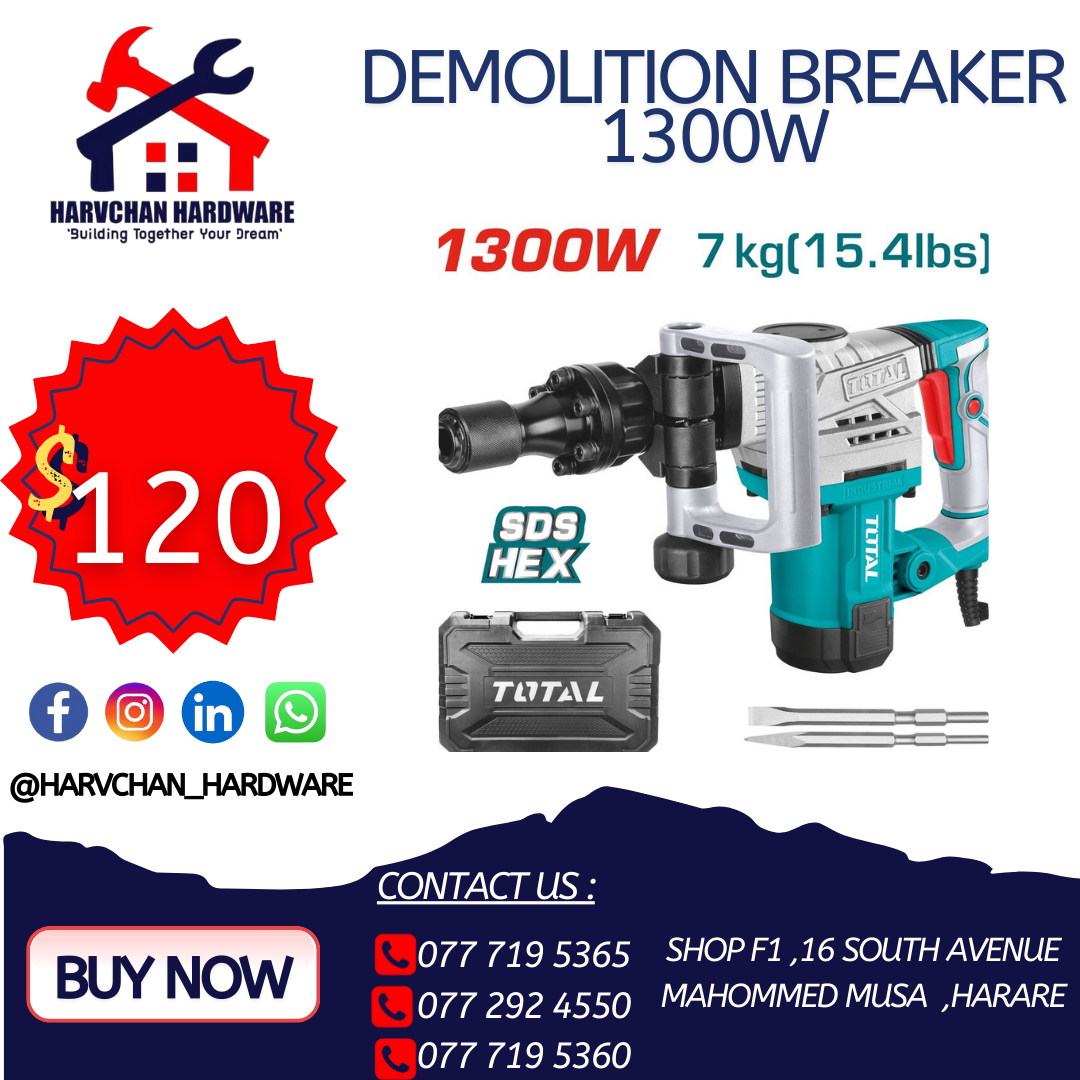 DEMOLITION BREAKER
1300W
HARVCHAN HARDWARE
'Building Together Your Dream'
1300W 7 kg(15.4lbs)
$120
TOTAL
INDUSTRIAL
TOTAL
SDS
HEX
TOTAL
@HARVCHAN_HARDWARE
CONTACT US :
BUY NOW
077 719 5365
077 292 4550
077 719 5360
SHOP F1 ,16 SOUTH AVENUE
MAHOMMED MUSA ,HARARE